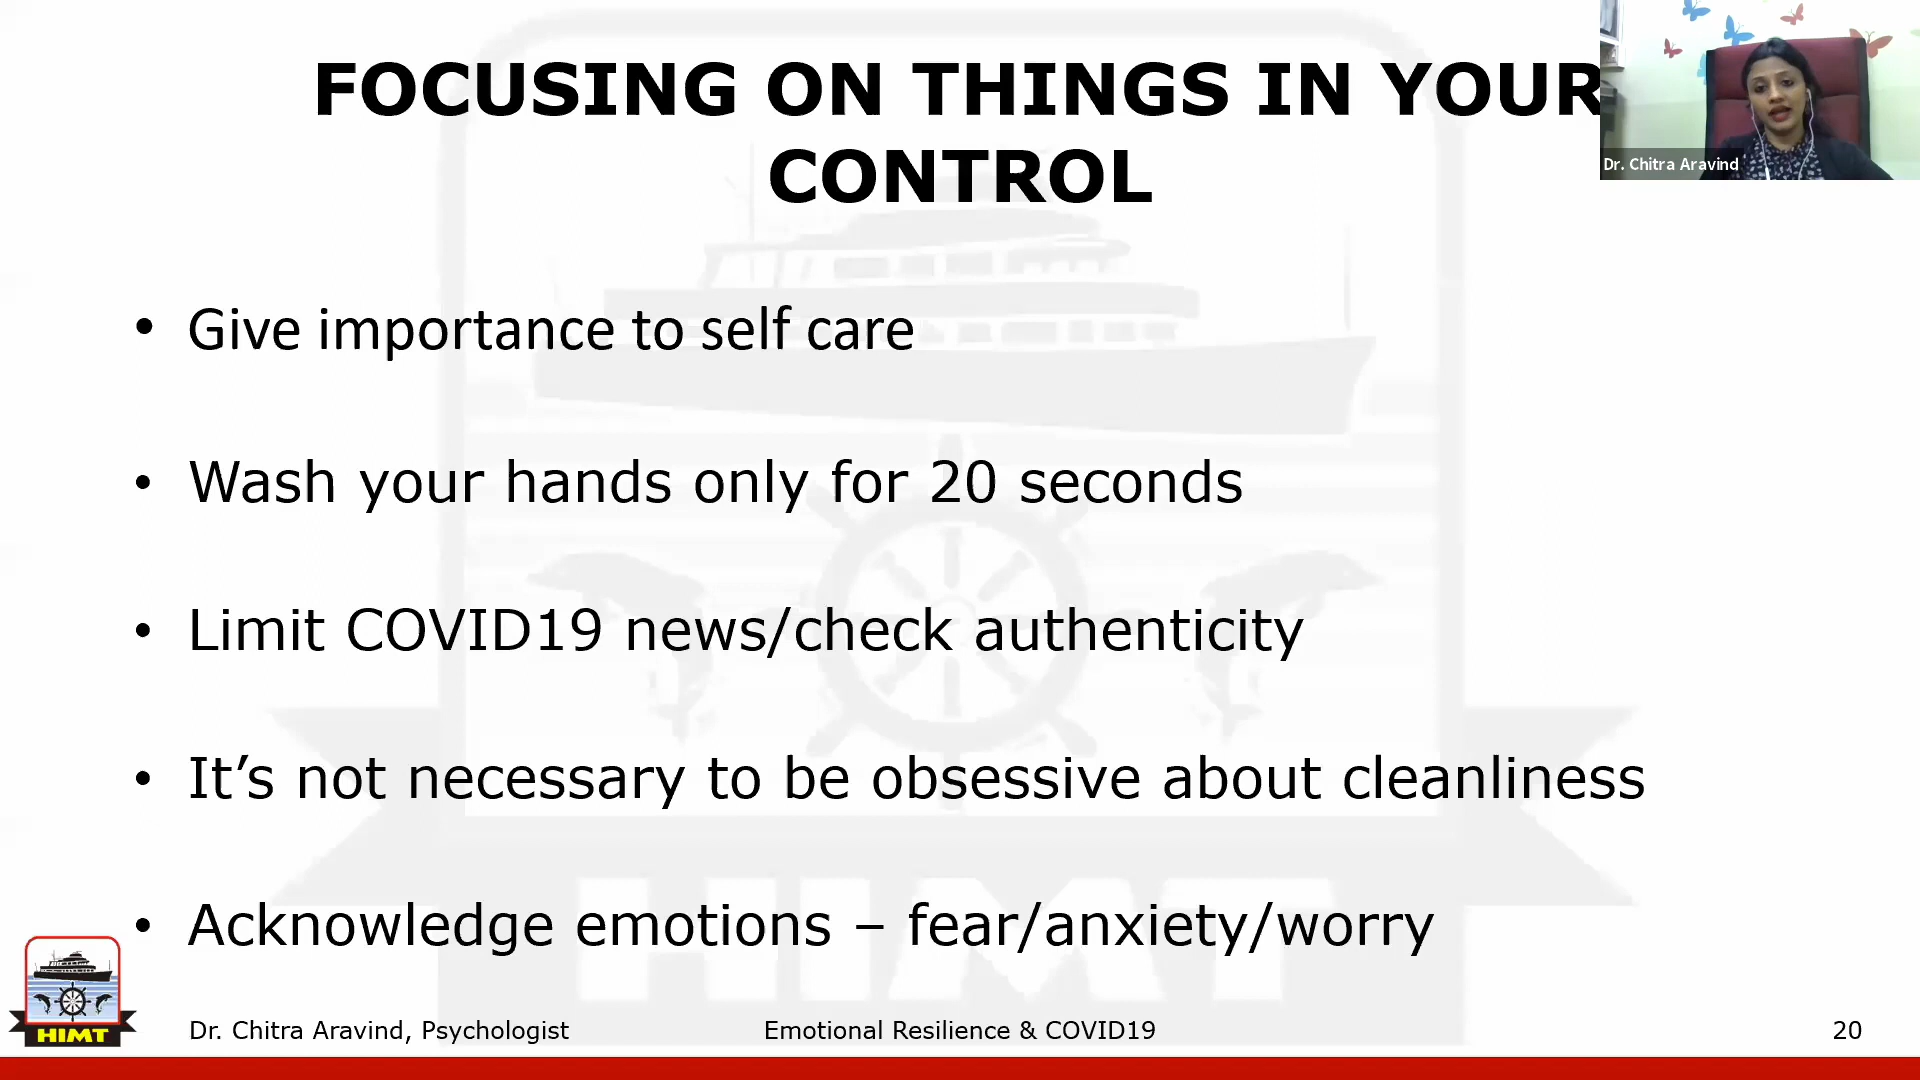 FOCUSING ON THINGS IN YOUR
CONTROL
Dr. Chitra Aravind
• Give importance to self care
• Wash your hands only for 20 seconds
• Limit COVID19 news/check authenticity
• It’s not necessary to be obsessive about cleanliness
• Acknowledge emotions – fear/anxiety/worry
HIMT
HIMT
Dr. Chitra Aravind, Psychologist
Emotional Resilience & COVID19
20